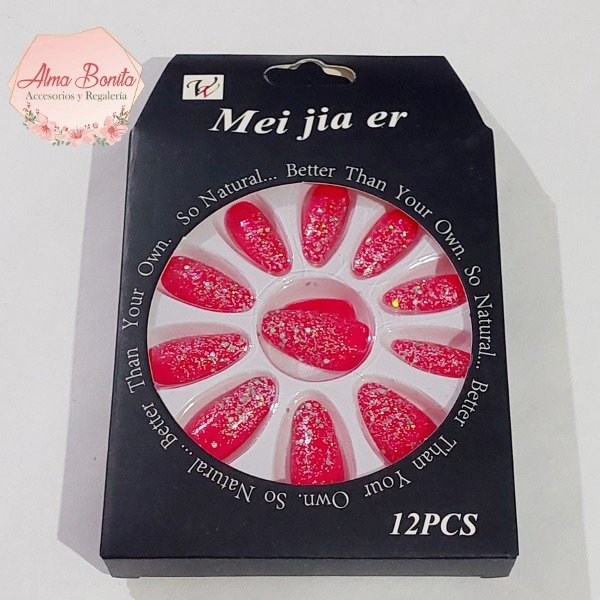 Alma Bonita
Accesorios y Regalería
W
Mei jia er
So Natural... Better Than Your Own. So Natural... Better Than Your Own. So Natural... Better Than Your Own.
12PCS